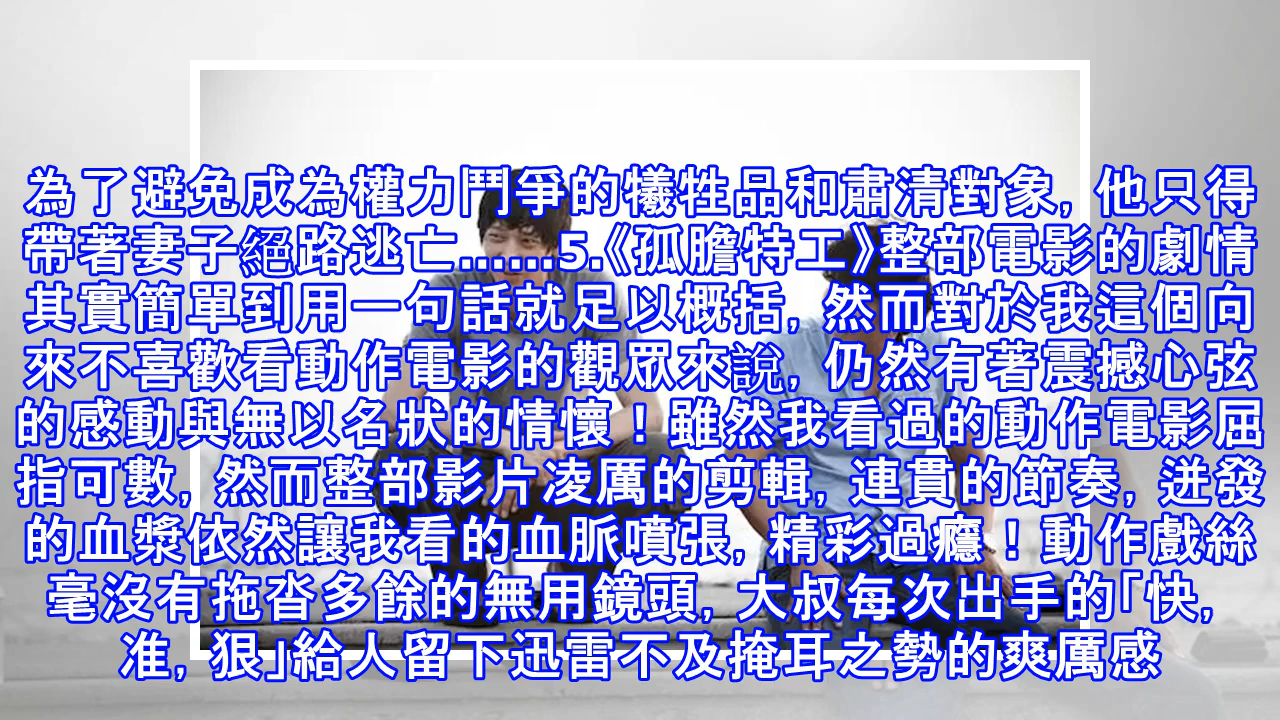 為了避免成為權力鬥爭的犧牲品和肅清對象, 他只得
帶著妻子絕路逃亡......5.《孤膽特工》整部電影的劇情
其實簡單到用一句話就足以概括, 然而對於我這個向
來不喜歡看動作電影的觀眾來說, 仍然有著震撼心弦
的感動與無以名狀的情懷！雖然我看過的動作電影屈
指可數, 然而整部影片凌厲的剪輯, 連貫的節奏, 迸發
的血漿依然讓我看的血脈噴張, 精彩過癮！動作戲絲
毫沒有拖沓多餘的無用鏡頭, 大叔每次出手的「快,
准, 狠」給人留下迅雷不及掩耳之勢的爽厲感